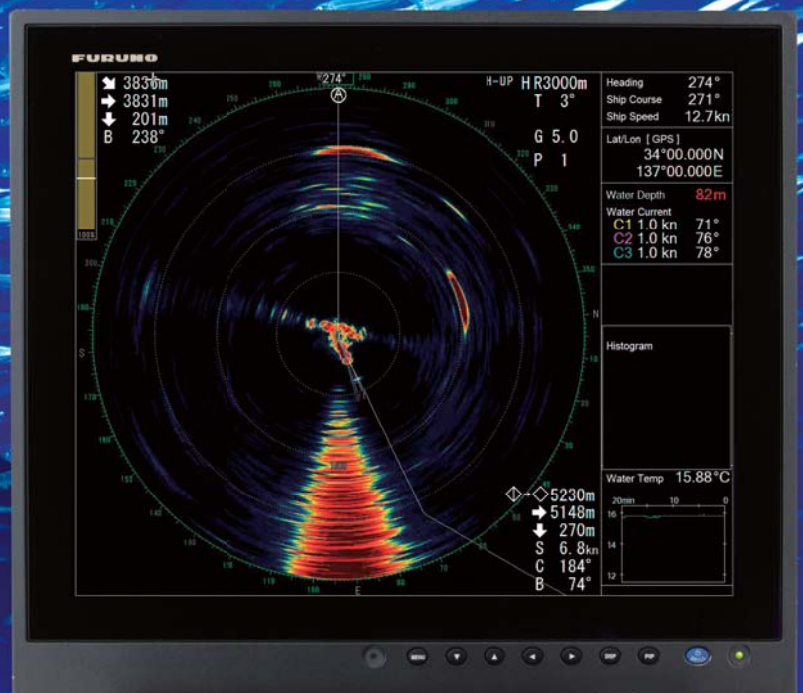 FURUNO
3836m
3831m
201m
B 238°
100%
274°
A
H-UP H R3000m
T 3°
G 5.0
P 1
Heading 274°
Ship Course 271°
Ship Speed 12.7kn
Lat/Lon [ GPS ]
34°00.000N
137°00.000E
Water Depth 82m
Water Current
C1 1.0 kn 71°
C2 1.0 kn 76°
C3 1.0 kn 78°
Histogram
Water Temp 15.88°C
20min 10 0
16
14
12
N
S
E
5230m
5148m
270m
S 6.8kn
C 184°
B 74°
MENU
DISP
PIP